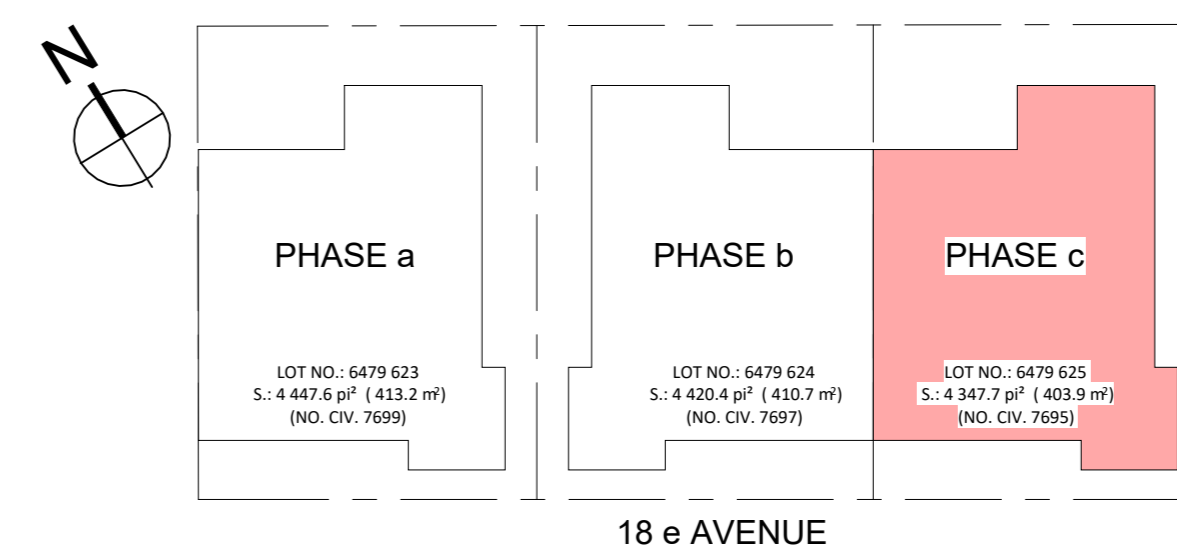 N
PHASE a
PHASE b
PHASE c
LOT NO.: 6479 623
S.: 4 447.6 pi² ( 413.2 m²)
(NO. CIV. 7699)
LOT NO.: 6479 624
S.: 4 420.4 pi² ( 410.7 m²)
(NO. CIV. 7697)
LOT NO.: 6479 625
S.: 4 347.7 pi² ( 403.9 m²)
(NO. CIV. 7695)
18 e AVENUE